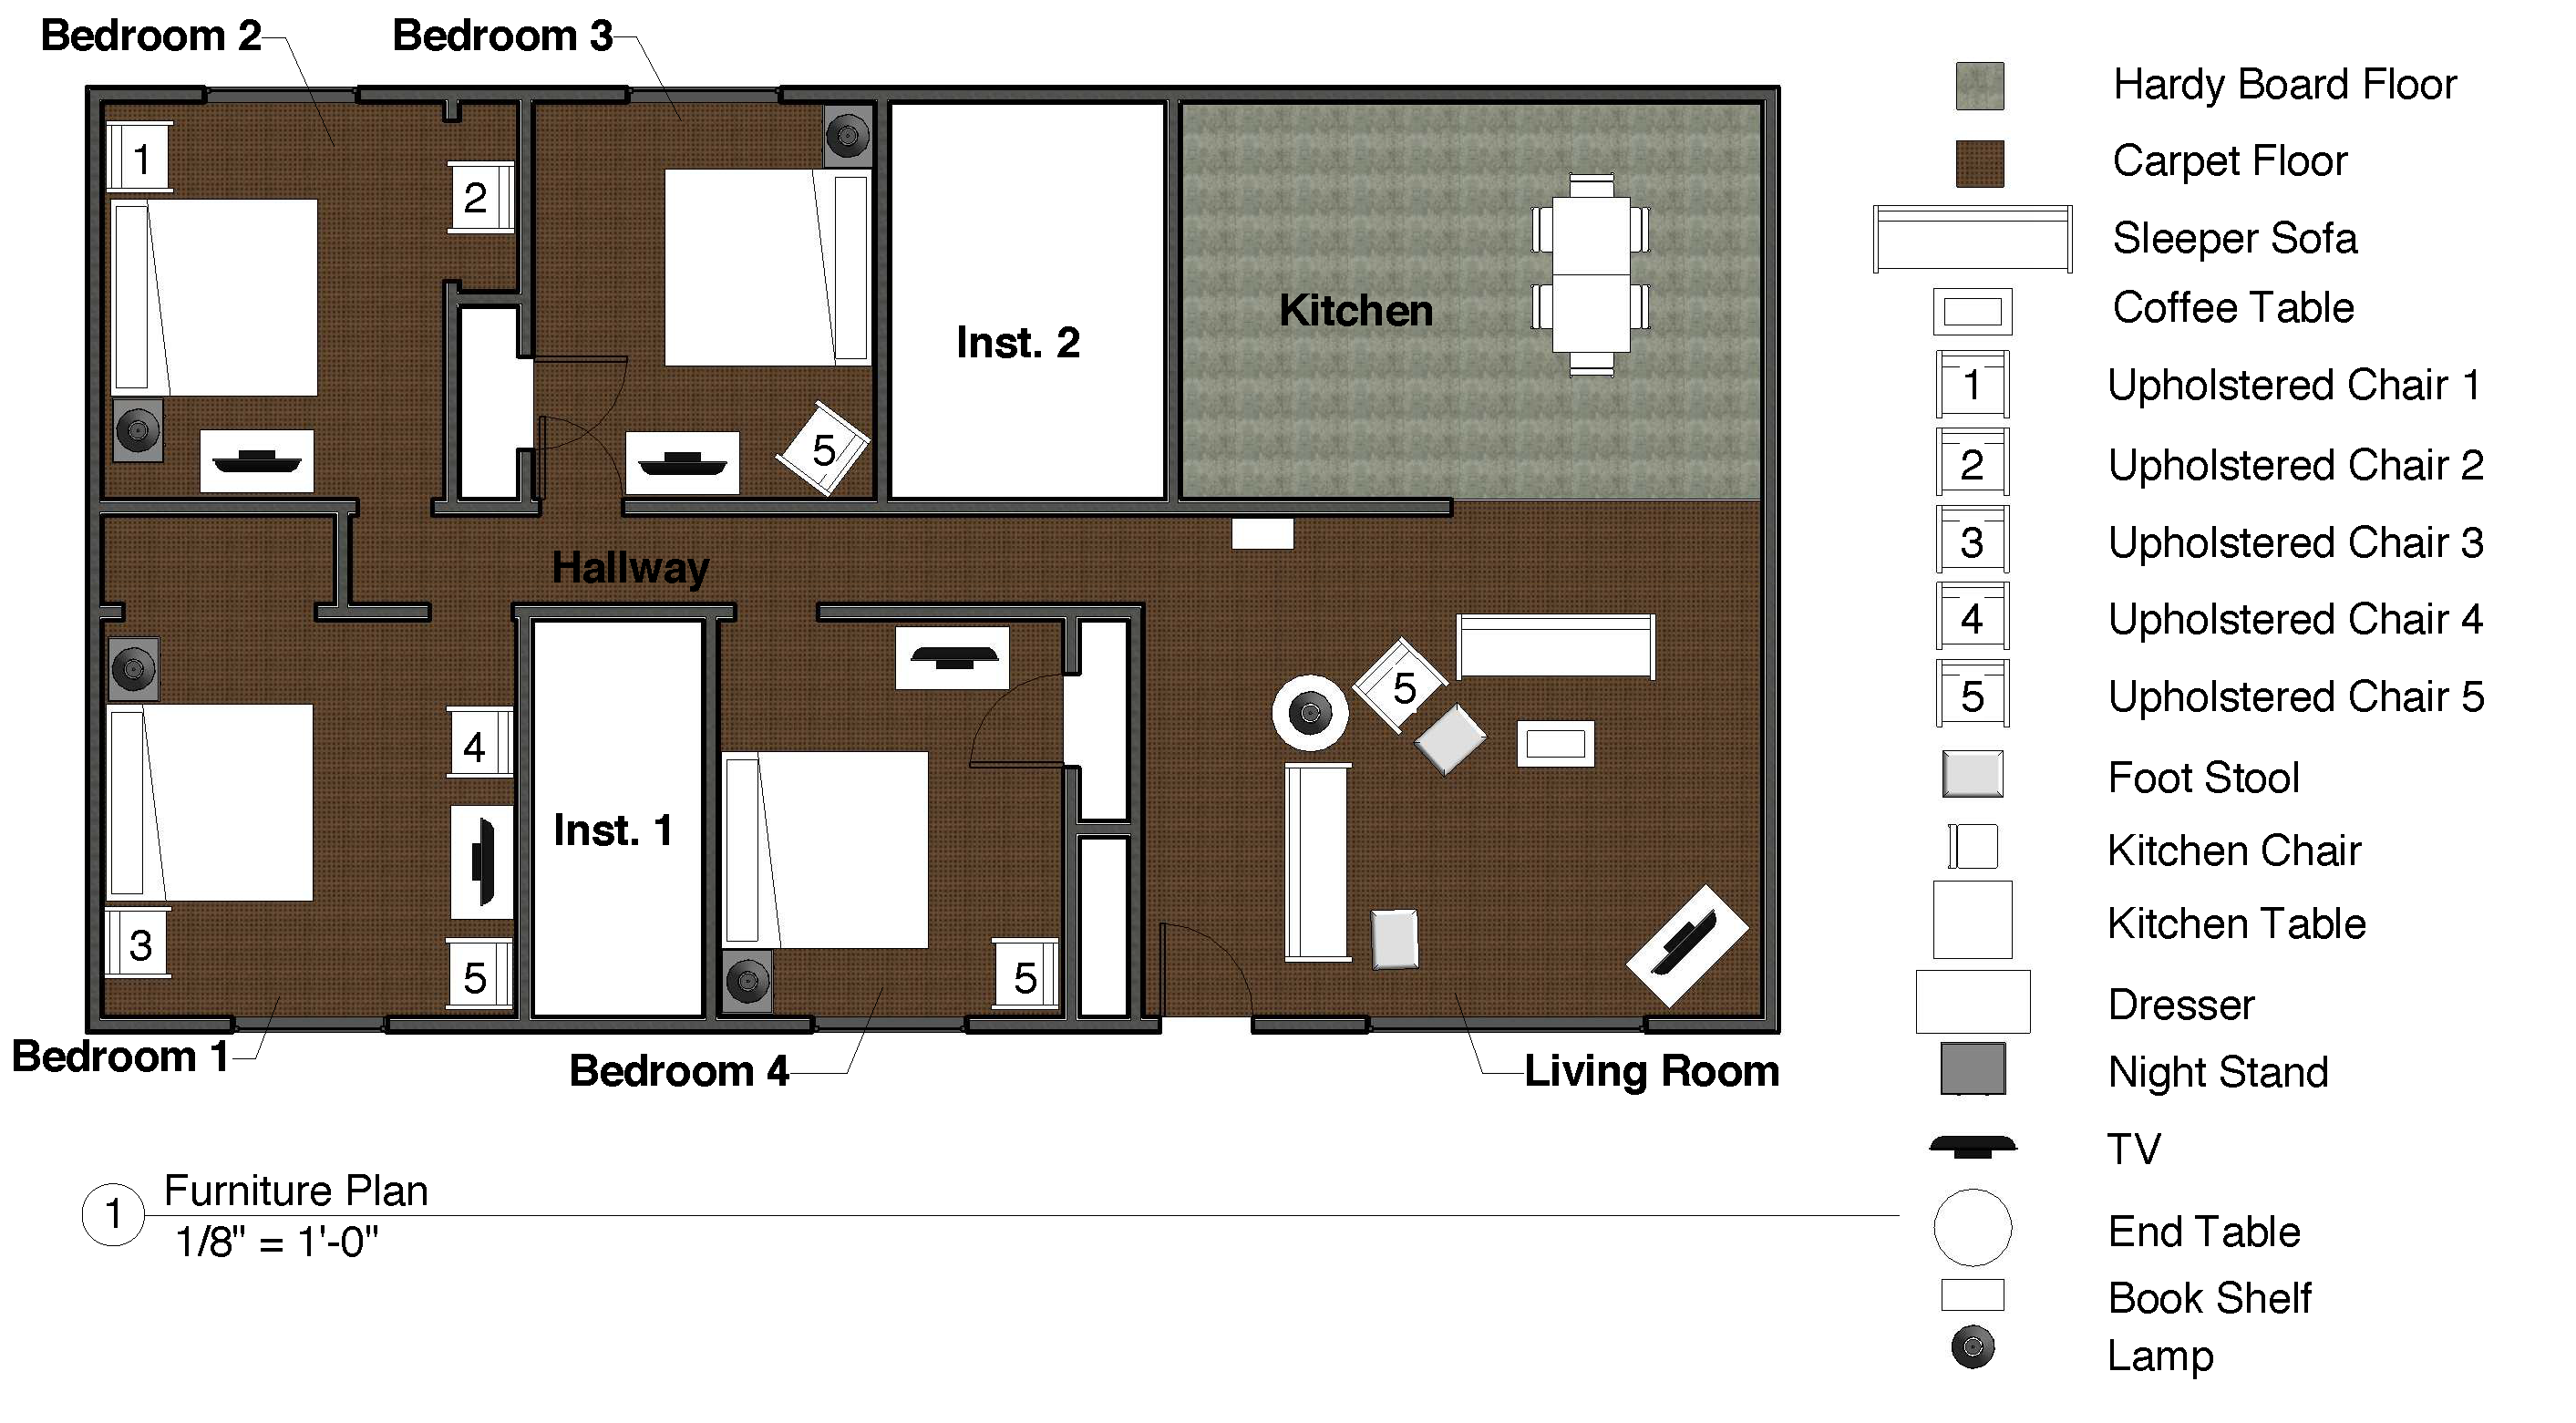 Bedroom 2
Bedroom 3
1
2
5
Inst. 2
Kitchen
Hallway
4
3
5
Inst. 1
5
5
Bedroom 1
Bedroom 4
Living Room
1
Furniture Plan
1/8" = 1'-0"
Hardy Board Floor
Carpet Floor
Sleeper Sofa
Coffee Table
1 Upholstered Chair 1
2 Upholstered Chair 2
3 Upholstered Chair 3
4 Upholstered Chair 4
5 Upholstered Chair 5
Foot Stool
Kitchen Chair
Kitchen Table
Dresser
Night Stand
TV
End Table
Book Shelf
Lamp